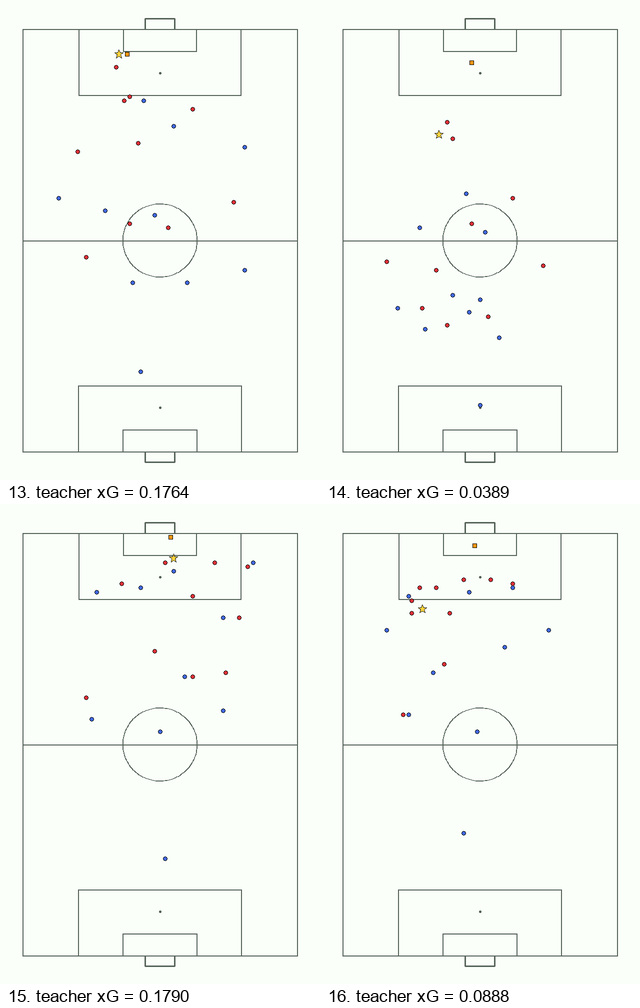 13. teacher xG = 0.1764
14. teacher xG = 0.0389
15. teacher xG = 0.1790
16. teacher xG = 0.0888